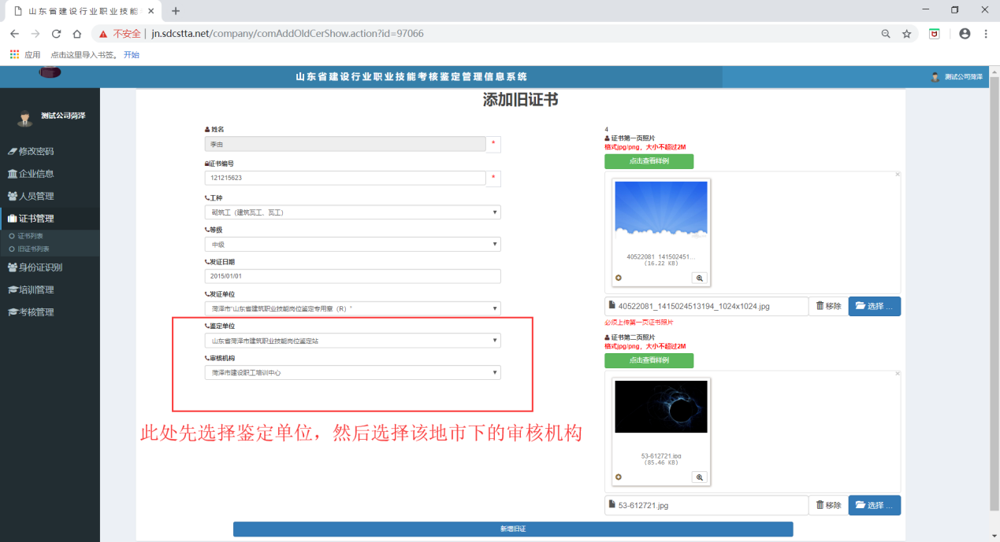 山东省建设行业职业技能
不安全 jn.sdcstta.net/company/comAddOldCerShow.action?id=97066
应用 点击这里导入书签。 开始
山东省建设行业职业技能考核鉴定管理信息系统
测试公司菏泽
测试公司菏泽
修改密码
企业信息
人员管理
证书管理
证书列表
旧证书列表
身份证识别
培训管理
考核管理
添加旧证书
姓名
李由 *
证书编号
121215623 *
工种
砌筑工（建筑瓦工、瓦工）
等级
中级
发证日期
2015/01/01
发证单位
菏泽市"山东省建筑职业技能岗位鉴定专用章（R）"
鉴定单位
山东省菏泽市建筑职业技能岗位鉴定站
审核机构
菏泽市建设职工培训中心
此处先选择鉴定单位，然后选择该地市下的审核机构
4
证书第一页照片
格式jpg/png，大小不超过2M
点击查看样例
40522081_141502451...
(16.22 KB)
40522081_1415024513194_1024x1024.jpg 移除 选择 ...
必须上传第一页证书照片
证书第二页照片
格式jpg/png，大小不超过2M
点击查看样例
53-612721.jpg
(85.46 KB)
53-612721.jpg 移除 选择 ...
新增旧证